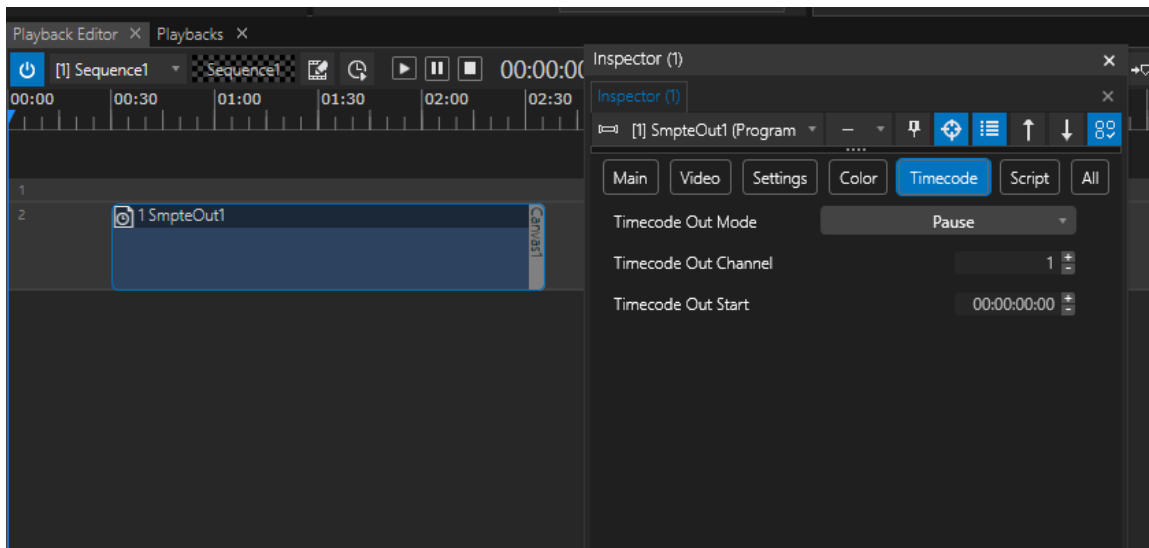 Playback Editor
Playbacks
[1] Sequence1
Sequence1
00:00:0
00:00
00:30
01:00
01:30
02:00
02:30
1
2
1 SmpteOut1
Canvas1
Inspector (1)
Inspector (1)
[1] SmpteOut1 (Program
Main
Video
Settings
Color
Timecode
Script
All
Timecode Out Mode
Pause
Timecode Out Channel
1
Timecode Out Start
00:00:00:00